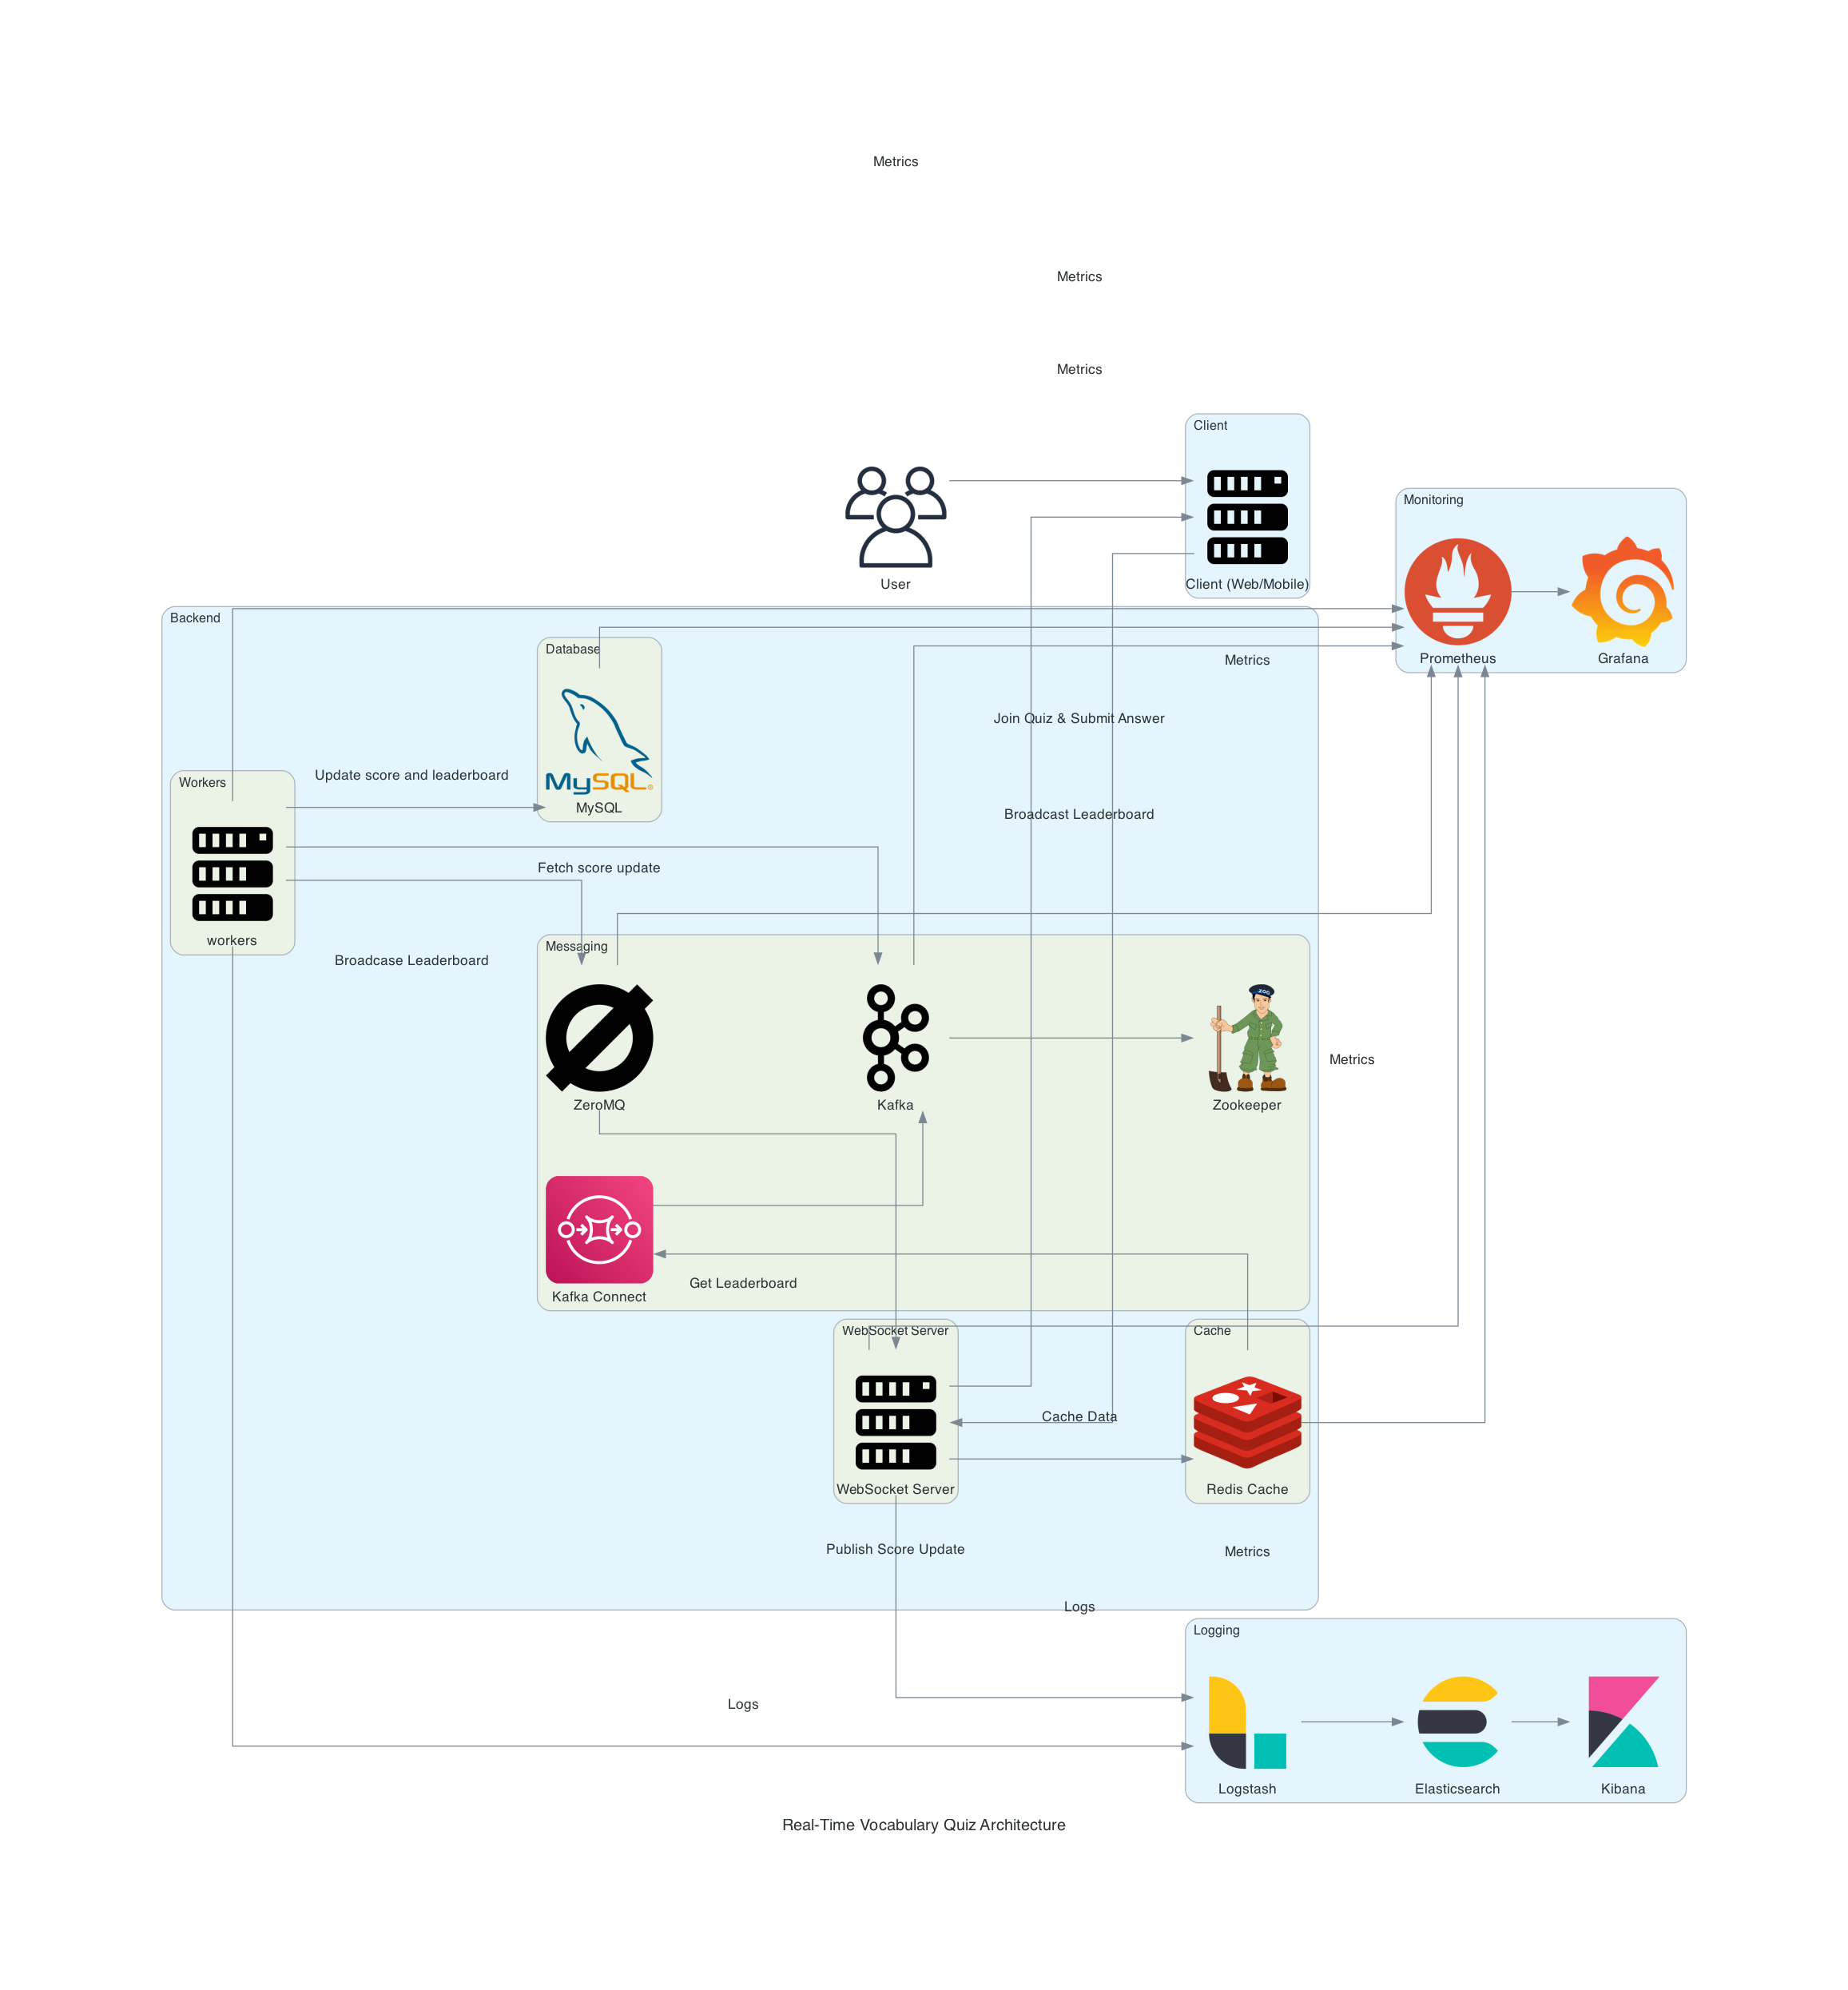 Metrics
Metrics
Metrics
Client
Client (Web/Mobile)
User
Monitoring
Prometheus
Grafana
Backend
Database
MySQL®
MySQL
Metrics
Join Quiz & Submit Answer
Update score and leaderboard
Workers
workers
Broadcast Leaderboard
Fetch score update
Messaging
Broadcase Leaderboard
ZOO
ZeroMQ
Kafka
Zookeeper
Metrics
Get Leaderboard
Kafka Connect
WebSocket Server
Cache
Cache Data
WebSocket Server
Redis Cache
Publish Score Update
Metrics
Logs
Logging
Logs
Logstash
Elasticsearch
Kibana
Real-Time Vocabulary Quiz Architecture